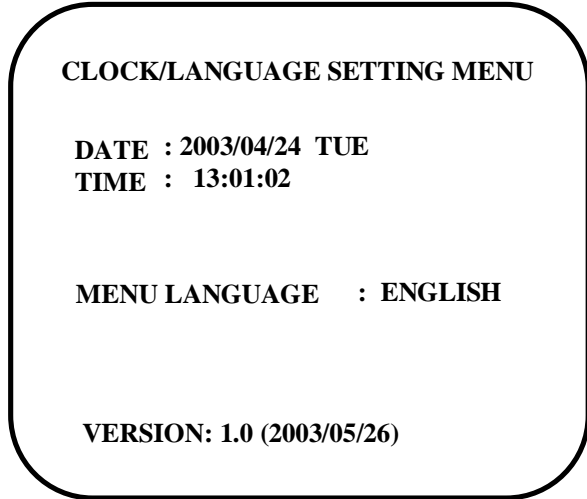 CLOCK/LANGUAGE SETTING MENU
DATE : 2003/04/24 TUE
TIME : 13:01:02
MENU LANGUAGE : ENGLISH
VERSION: 1.0 (2003/05/26)